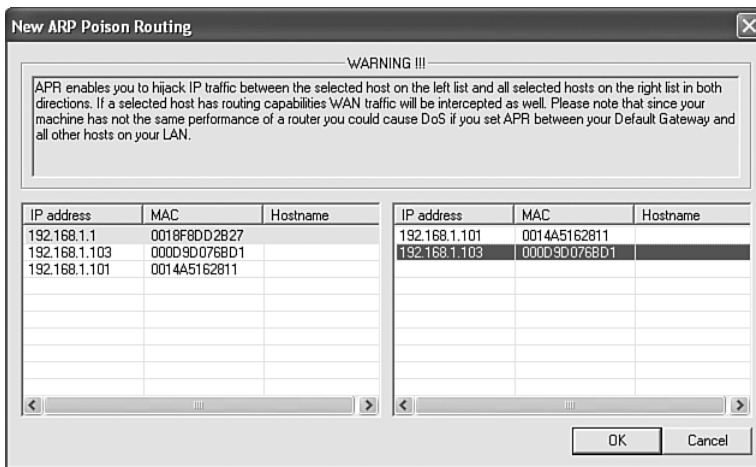 New ARP Poison Routing
WARNING !!!
APR enables you to hijack IP traffic between the selected host on the left list and all selected hosts on the right list in both
directions. If a selected host has routing capabilities WAN traffic will be intercepted as well. Please note that since your
machine has not the same performance of a router you could cause DoS if you set APR between your Default Gateway and
all other hosts on your LAN.
IP address MAC Hostname
192.168.1.1 0018F8DD2B27
192.168.1.103 000D9D076BD1
192.168.1.101 0014A5162811
IP address MAC Hostname
192.168.1.101 0014A5162811
192.168.1.103 000D9D076BD1
OK Cancel